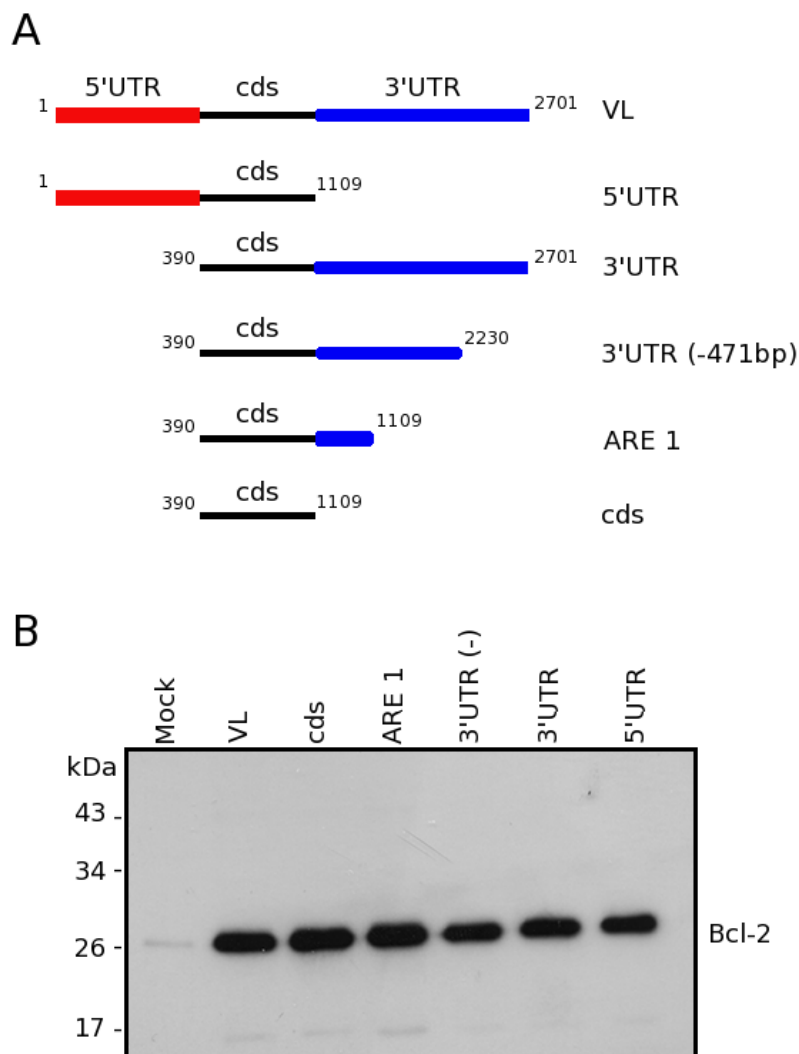 A
5'UTR cds 3'UTR
1 2701 VL
cds
1 1109 5'UTR
cds
390 2701 3'UTR
cds
390 2230 3'UTR (-471bp)
cds
390 1109 ARE 1
cds
390 1109 cds
B
Mock VL cds ARE 1 3'UTR (-) 3'UTR 5'UTR
kDa
43 -
34 -
26 - Bcl-2
17 -